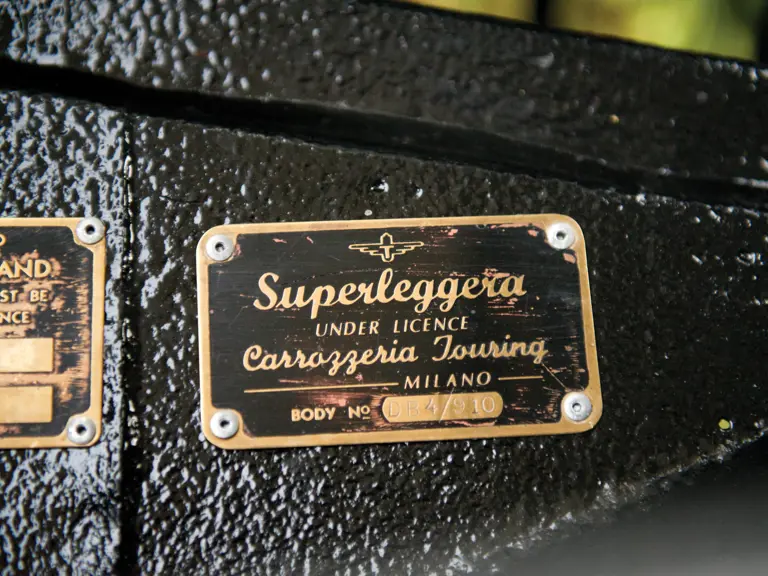 AND
ST BE
NCE
Superleggera
UNDER LICENCE
Carrozzeria Touring
MILANO
BODY Nº DB4/910